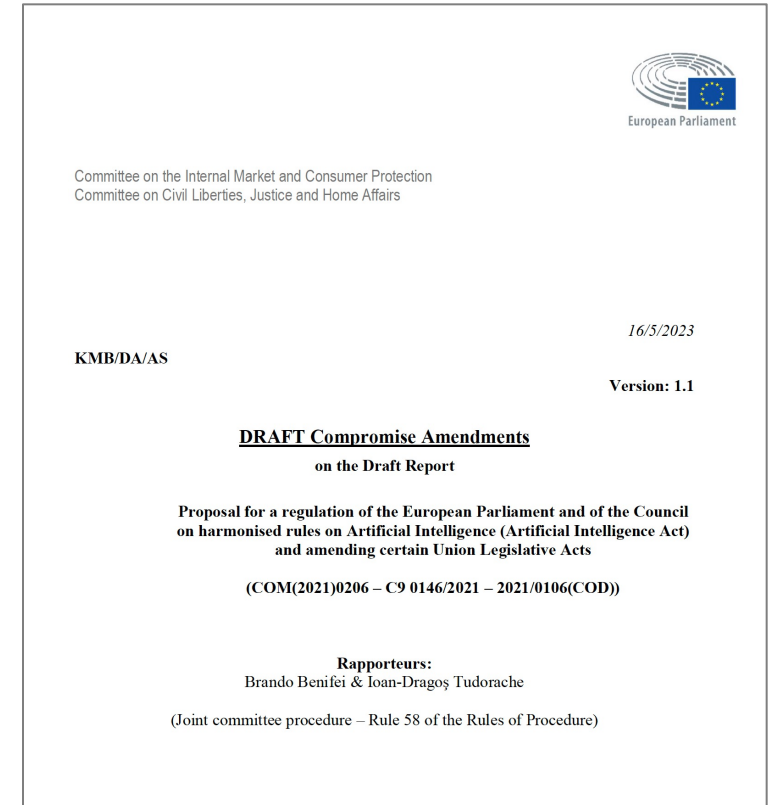 European Parliament
Committee on the Internal Market and Consumer Protection
Committee on Civil Liberties, Justice and Home Affairs
16/5/2023
KMB/DA/AS
Version: 1.1
DRAFT Compromise Amendments
on the Draft Report
Proposal for a regulation of the European Parliament and of the Council
on harmonised rules on Artificial Intelligence (Artificial Intelligence Act)
and amending certain Union Legislative Acts
(COM(2021)0206 – C9 0146/2021 – 2021/0106(COD))
Rapporteurs:
Brando Benifei & Ioan-Dragoş Tudorache
(Joint committee procedure – Rule 58 of the Rules of Procedure)